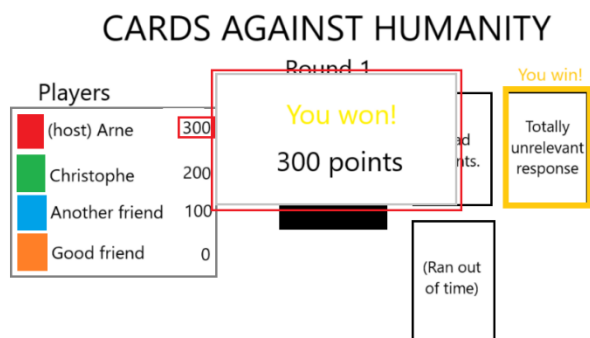 CARDS AGAINST HUMANITY
Round 1
Players
(host) Arne 300
Christophe 200
Another friend 100
Good friend 0
You won!
300 points
You win!
Totally
unrelevant
response
(Ran out
of time)